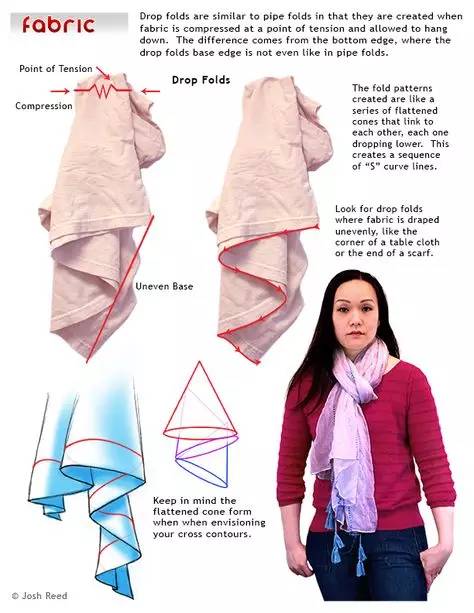 fabric
Drop folds are similar to pipe folds in that they are created when
fabric is compressed at a point of tension and allowed to hang
down. The difference comes from the bottom edge, where the
drop folds base edge is not even like in pipe folds.
Point of Tension
Compression
Drop Folds
The fold patterns
created are like a
series of flattened
cones that link to
each other, each one
dropping lower. This
creates a sequence
of "S" curve lines.
Look for drop folds
where fabric is draped
unevenly, like the
corner of a table cloth
or the end of a scarf.
Uneven Base
Keep in mind the
flattened cone form
when when envisioning
your cross contours.
© Josh Reed